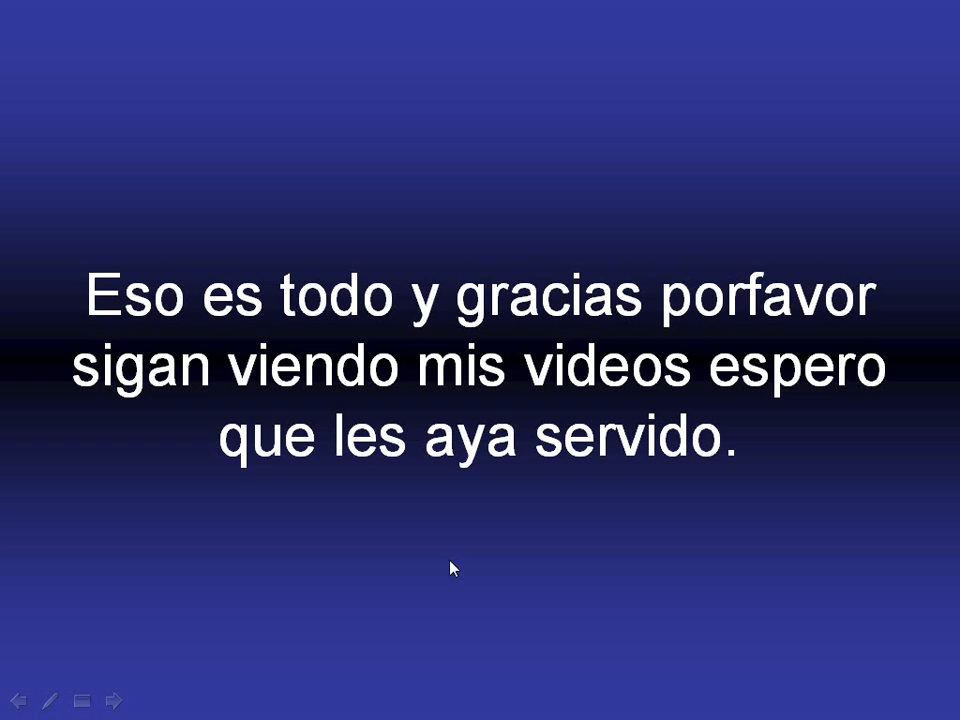 Eso es todo y gracias porfavor
sigan viendo mis videos espero
que les aya servido.